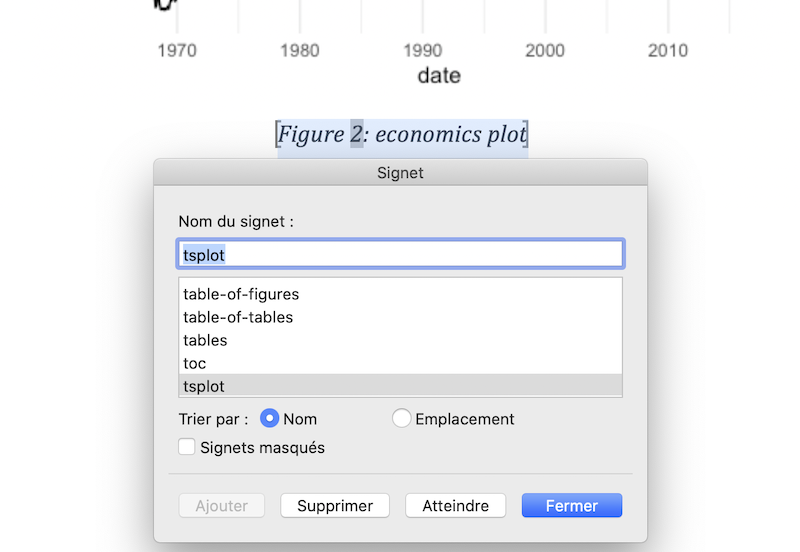 1970 1980 1990 2000 2010
date
[Figure 2: economics plot]
Signet
Nom du signet :
tsplot
table-of-figures
table-of-tables
tables
toc
tsplot
Trier par : Nom Emplacement
Signets masqués
Ajouter Supprimer Atteindre Fermer